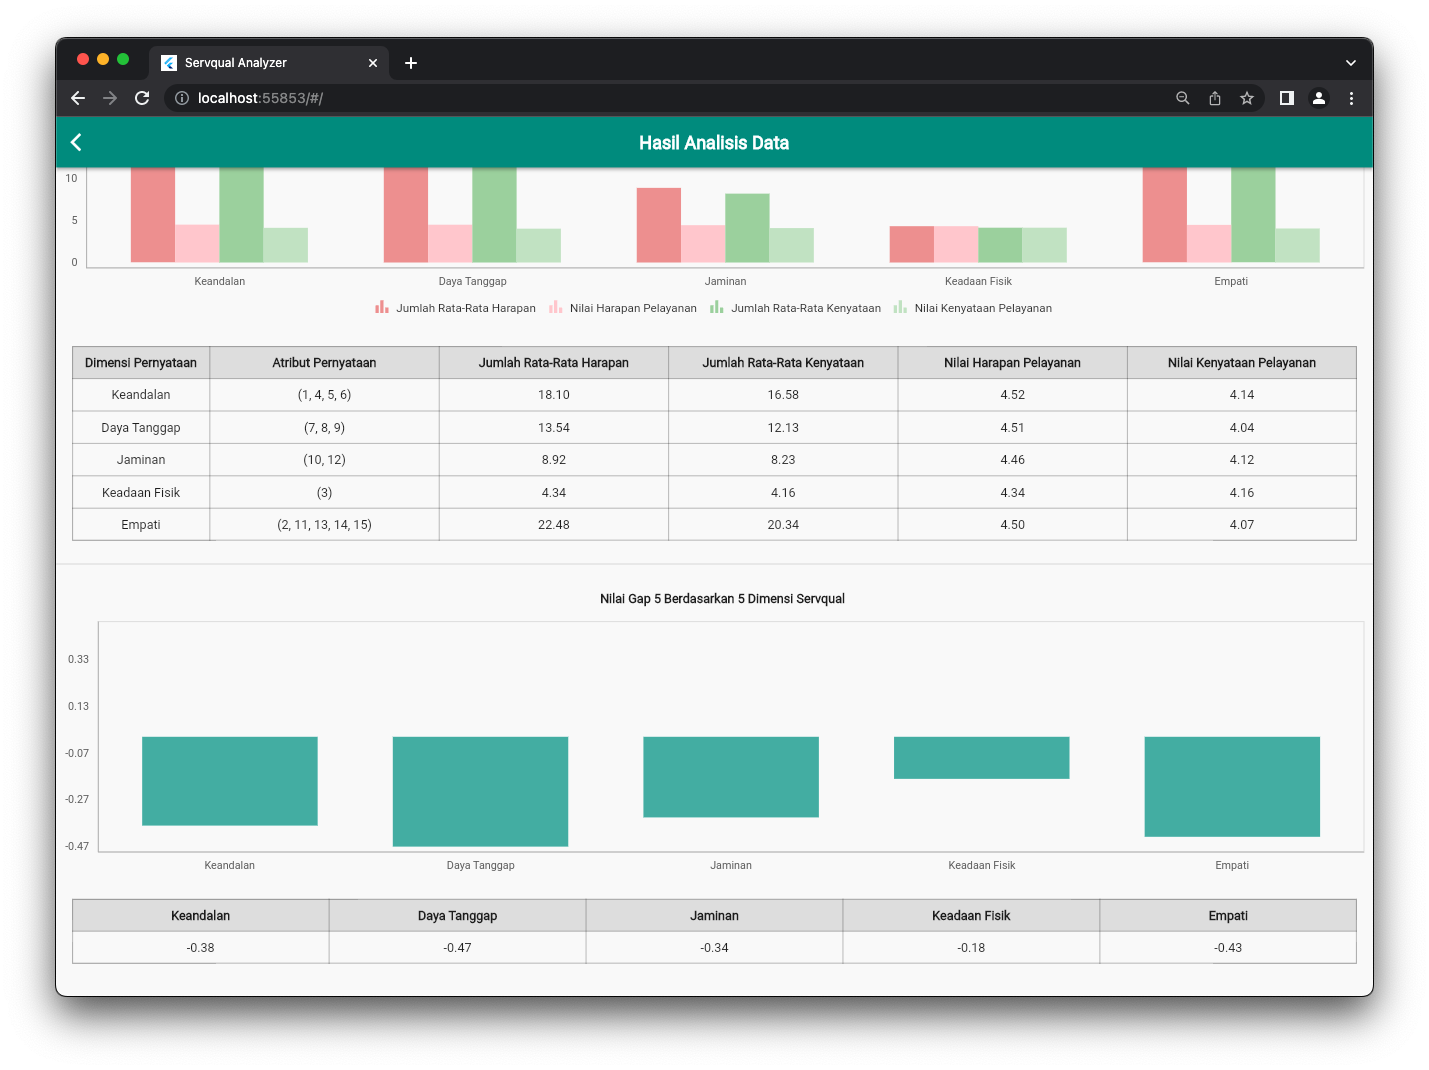 Servqual Analyzer
localhost:55853/#/
Hasil Analisis Data
10
5
0
Keandalan Daya Tanggap Jaminan Keadaan Fisik Empati
Jumlah Rata-Rata Harapan Nilai Harapan Pelayanan Jumlah Rata-Rata Kenyataan Nilai Kenyataan Pelayanan
Dimensi Pernyataan Atribut Pernyataan Jumlah Rata-Rata Harapan Jumlah Rata-Rata Kenyataan Nilai Harapan Pelayanan Nilai Kenyataan Pelayanan
Keandalan (1, 4, 5, 6) 18.10 16.58 4.52 4.14
Daya Tanggap (7, 8, 9) 13.54 12.13 4.51 4.04
Jaminan (10, 12) 8.92 8.23 4.46 4.12
Keadaan Fisik (3) 4.34 4.16 4.34 4.16
Empati (2, 11, 13, 14, 15) 22.48 20.34 4.50 4.07
Nilai Gap 5 Berdasarkan 5 Dimensi Servqual
0.33
0.13
-0.07
-0.27
-0.47
Keandalan Daya Tanggap Jaminan Keadaan Fisik Empati
Keandalan Daya Tanggap Jaminan Keadaan Fisik Empati
-0.38 -0.47 -0.34 -0.18 -0.43